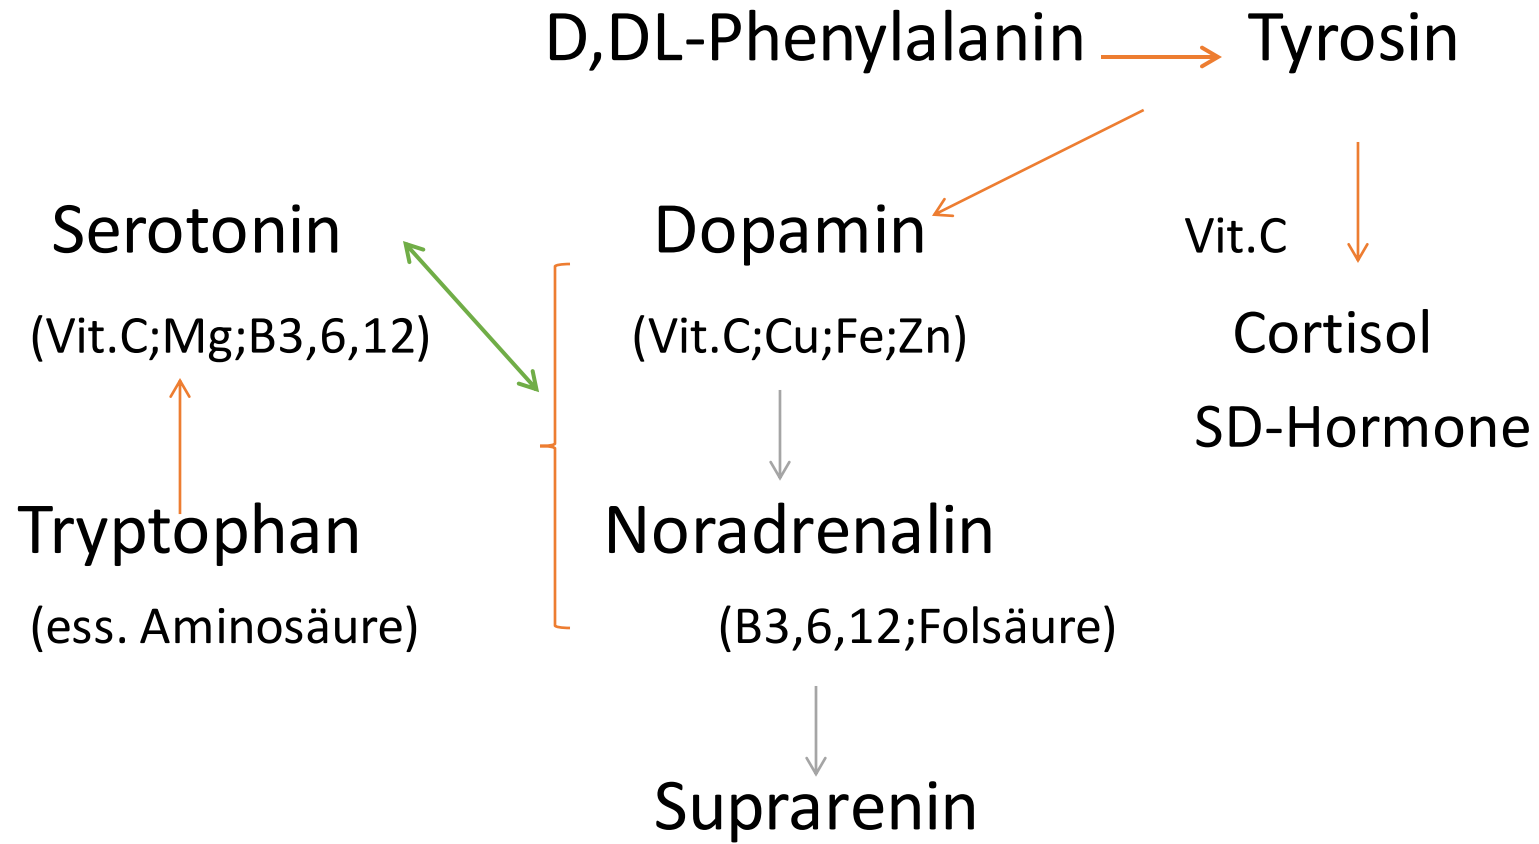 D,DL-Phenylalanin
Tyrosin
Serotonin
Dopamin
Vit.C
(Vit.C;Mg;B3,6,12)
(Vit.C;Cu;Fe;Zn)
Cortisol
SD-Hormone
Tryptophan
Noradrenalin
(ess. Aminosäure)
(B3,6,12;Folsäure)
Suprarenin